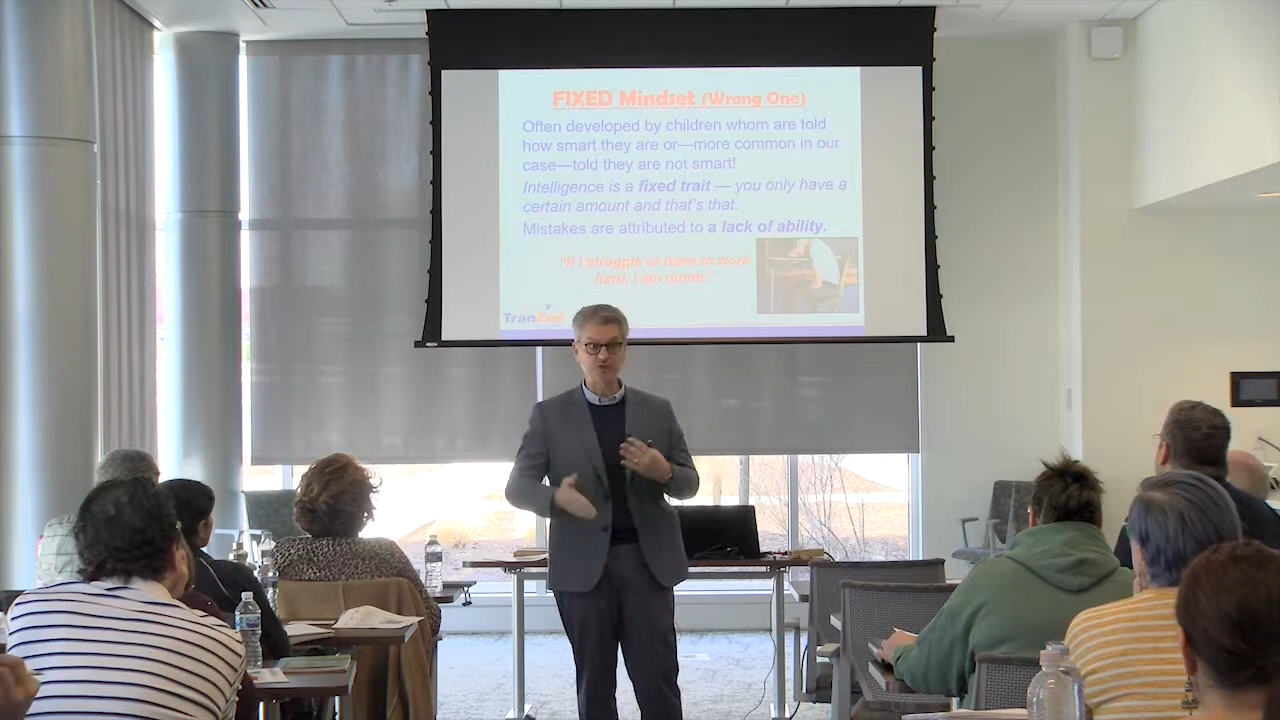 FIXED Mindset (Wrong One)
Often developed by children whom are told
how smart they are or—more common in our
case—told they are not smart!
Intelligence is a fixed trait — you only have a
certain amount and that's that.
Mistakes are attributed to a lack of ability.
"If I struggle or have to work
hard, I am dumb."
TranZed